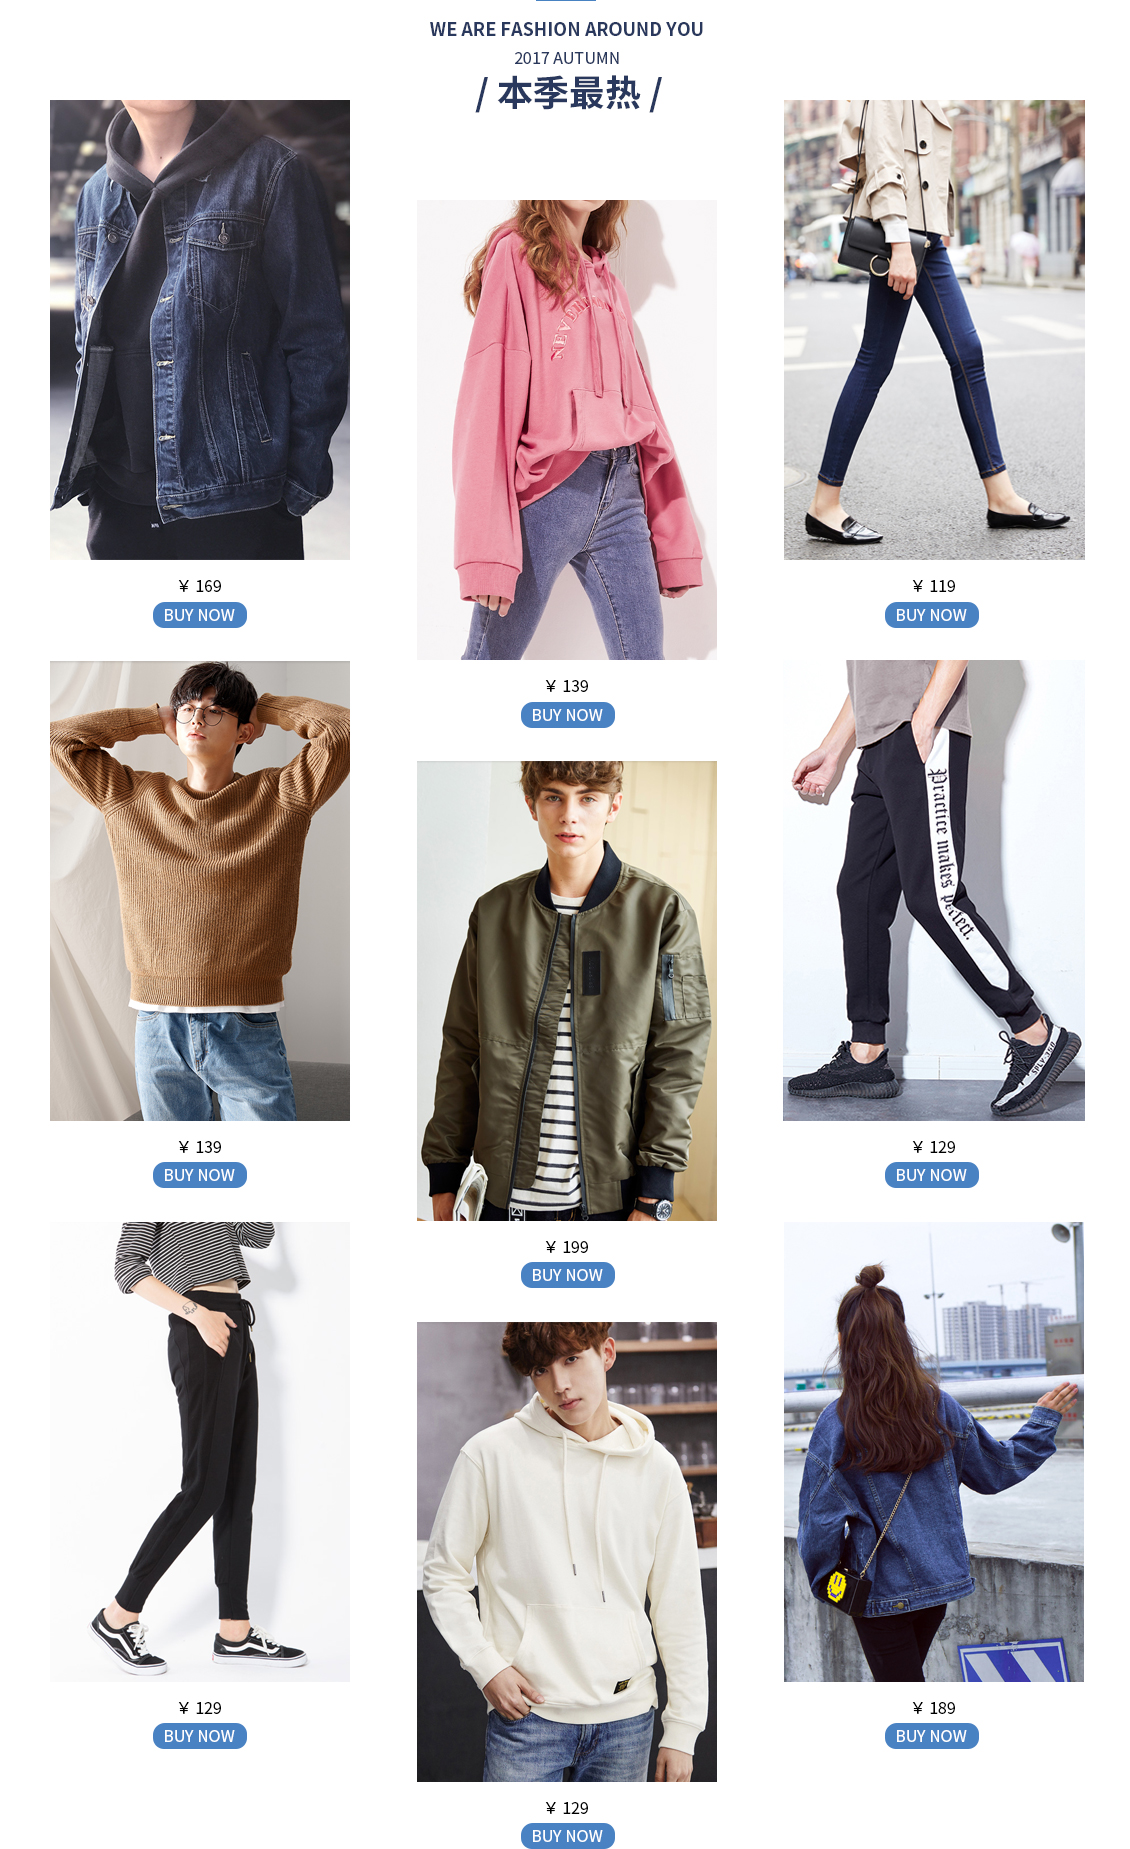 WE ARE FASHION AROUND YOU
2017 AUTUMN
/ 本季最热 /
¥ 169
BUY NOW
¥ 139
BUY NOW
¥ 119
BUY NOW
Practice makes perfect.
¥ 139
BUY NOW
¥ 199
BUY NOW
¥ 129
BUY NOW
¥ 129
BUY NOW
¥ 129
BUY NOW
¥ 189
BUY NOW